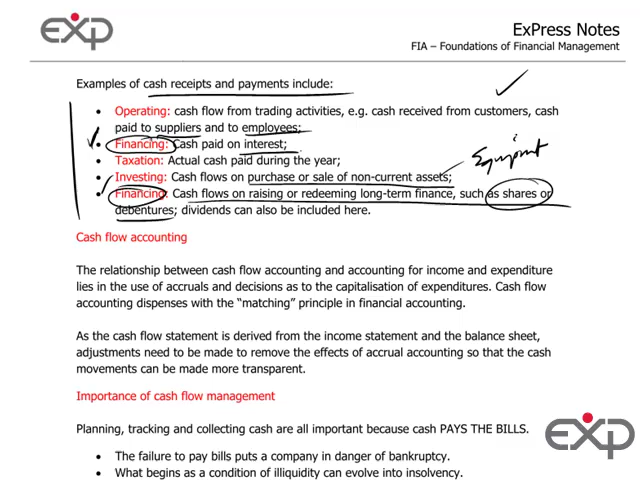 exp
ExPress Notes
FIA – Foundations of Financial Management
Examples of cash receipts and payments include:
• Operating: cash flow from trading activities, e.g. cash received from customers, cash
paid to suppliers and to employees;
• Financing: Cash paid on interest;
• Taxation: Actual cash paid during the year;
Equipment
• Investing: Cash flows on purchase or sale of non-current assets;
• Financing: Cash flows on raising or redeeming long-term finance, such as shares or
debentures; dividends can also be included here.
Cash flow accounting
The relationship between cash flow accounting and accounting for income and expenditure
lies in the use of accruals and decisions as to the capitalisation of expenditures. Cash flow
accounting dispenses with the “matching” principle in financial accounting.
As the cash flow statement is derived from the income statement and the balance sheet,
adjustments need to be made to remove the effects of accrual accounting so that the cash
movements can be made more transparent.
Importance of cash flow management
Planning, tracking and collecting cash are all important because cash PAYS THE BILLS.
exp
• The failure to pay bills puts a company in danger of bankruptcy.
• What begins as a condition of illiquidity can evolve into insolvency.